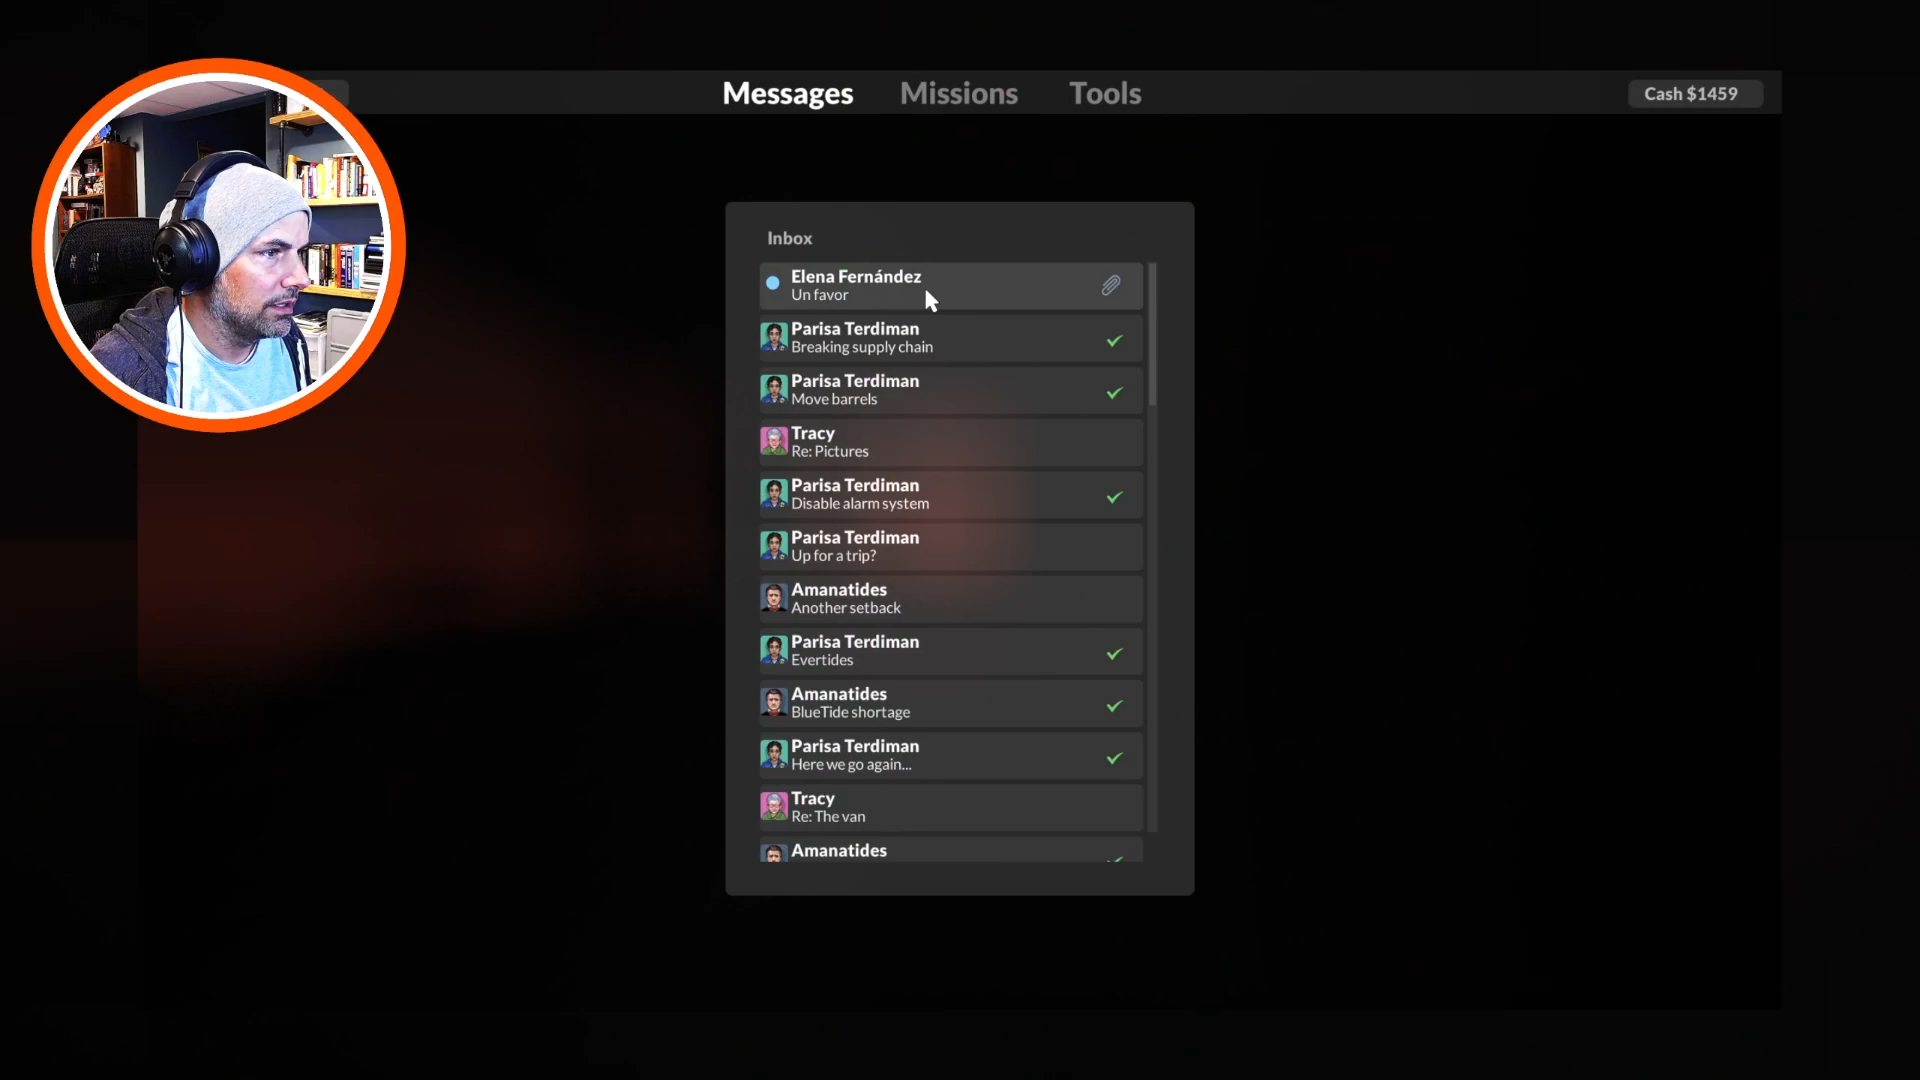 Messages Missions Tools Cash $1459
Inbox
Elena Fernández
Un favor
Parisa Terdiman
Breaking supply chain
Parisa Terdiman
Move barrels
Tracy
Re: Pictures
Parisa Terdiman
Disable alarm system
Parisa Terdiman
Up for a trip?
Amanatides
Another setback
Parisa Terdiman
Evertides
Amanatides
BlueTide shortage
Parisa Terdiman
Here we go again...
Tracy
Re: The van
Amanatides